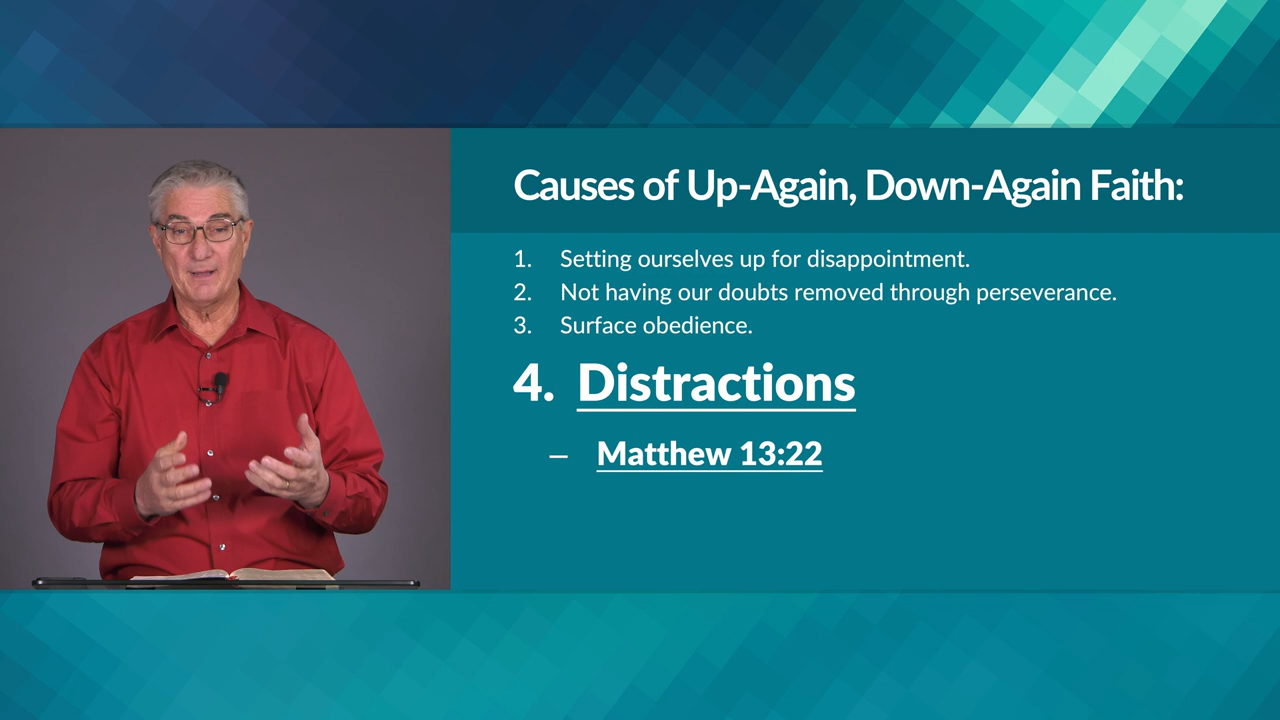 Causes of Up-Again, Down-Again Faith:
1. Setting ourselves up for disappointment.
2. Not having our doubts removed through perseverance.
3. Surface obedience.
4. Distractions
– Matthew 13:22